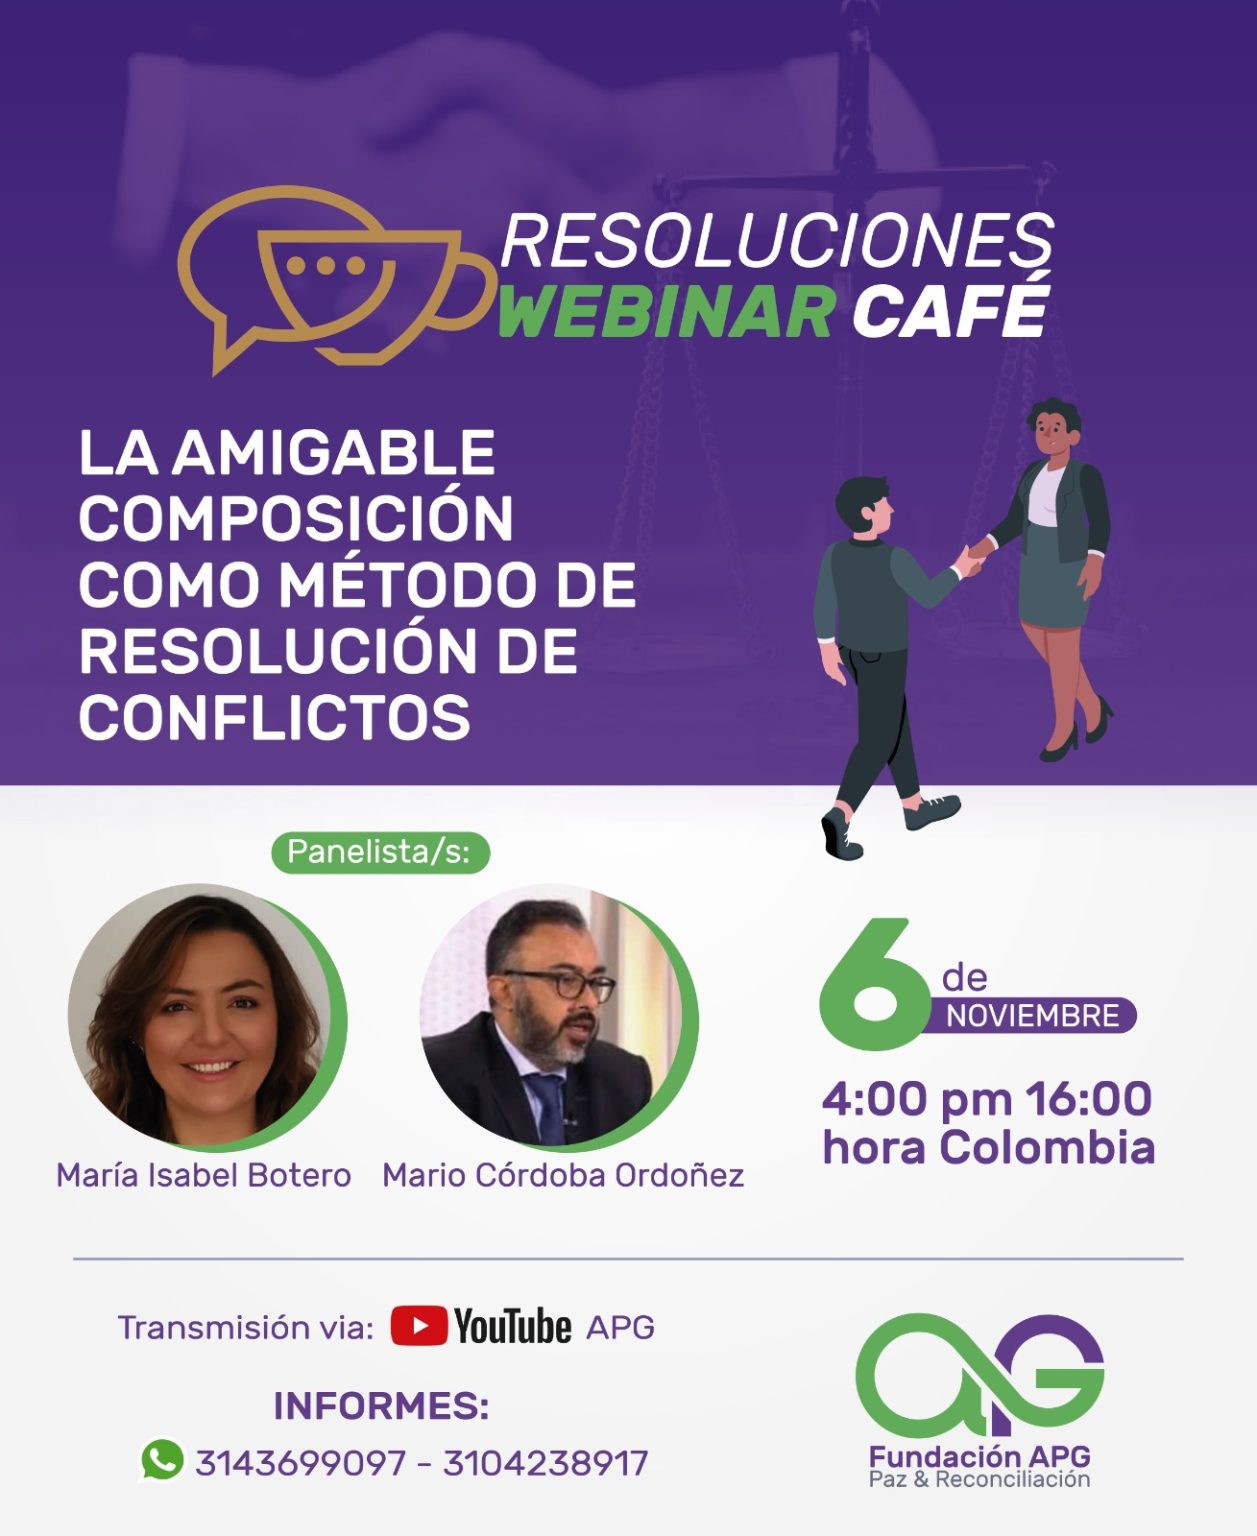 RESOLUCIONES
WEBINAR CAFÉ
LA AMIGABLE
COMPOSICIÓN
COMO MÉTODO DE
RESOLUCIÓN DE
CONFLICTOS
Panelista/s:
María Isabel Botero
Mario Córdoba Ordoñez
6 de
NOVIEMBRE
4:00 pm 16:00
hora Colombia
Transmisión via: YouTube APG
INFORMES:
3143699097 - 3104238917
apG
Fundación APG
Paz & Reconciliación